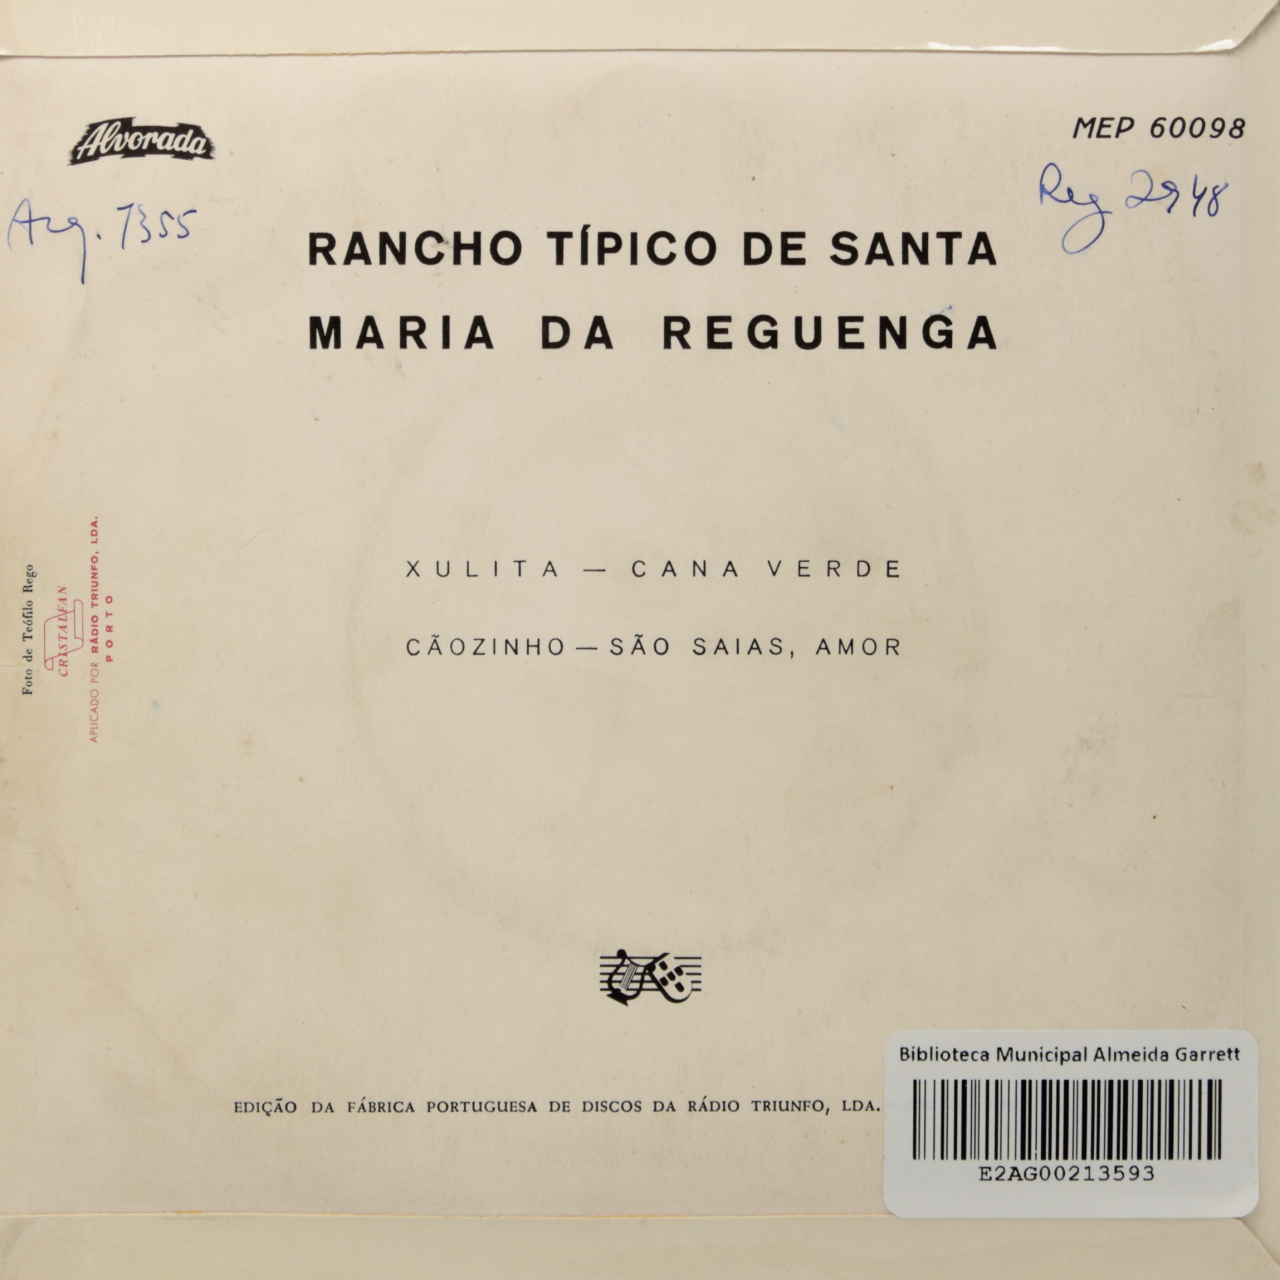 Alvorada
MEP 60098
Arq. 7355
Reg 2948
RANCHO TÍPICO DE SANTA
MARIA DA REGUENGA
XULITA — CANA VERDE
CÃOZINHO — SÃO SAIAS, AMOR
Foto de Teófilo Rego
CRISTALFAN
APLICADO POR RÁDIO TRIUNFO, LDA.
PORTO
EDIÇÃO DA FÁBRICA PORTUGUESA DE DISCOS DA RÁDIO TRIUNFO, LDA.
Biblioteca Municipal Almeida Garrett
E2AG00213593